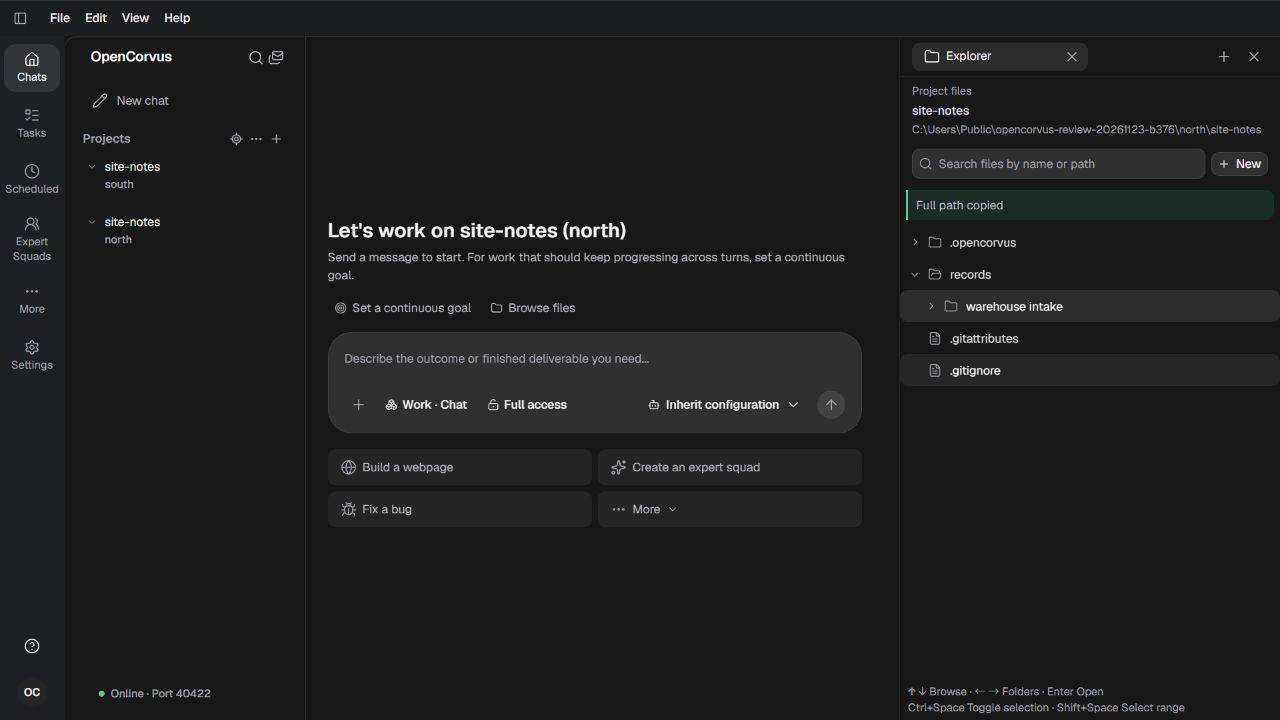 File Edit View Help
Chats
Tasks
Scheduled
Expert
Squads
More
Settings
OC
OpenCorvus
New chat
Projects
site-notes
south
site-notes
north
Online · Port 40422
Let's work on site-notes (north)
Send a message to start. For work that should keep progressing across turns, set a continuous
goal.
Set a continuous goal Browse files
Describe the outcome or finished deliverable you need...
Work · Chat Full access Inherit configuration
Build a webpage Create an expert squad
Fix a bug More
Explorer
Project files
site-notes
C:\Users\Public\opencorvus-review-20261123-b376\north\site-notes
Search files by name or path New
Full path copied
.opencorvus
records
warehouse intake
.gitattributes
.gitignore
↑↓ Browse · ←→ Folders · Enter Open
Ctrl+Space Toggle selection · Shift+Space Select range